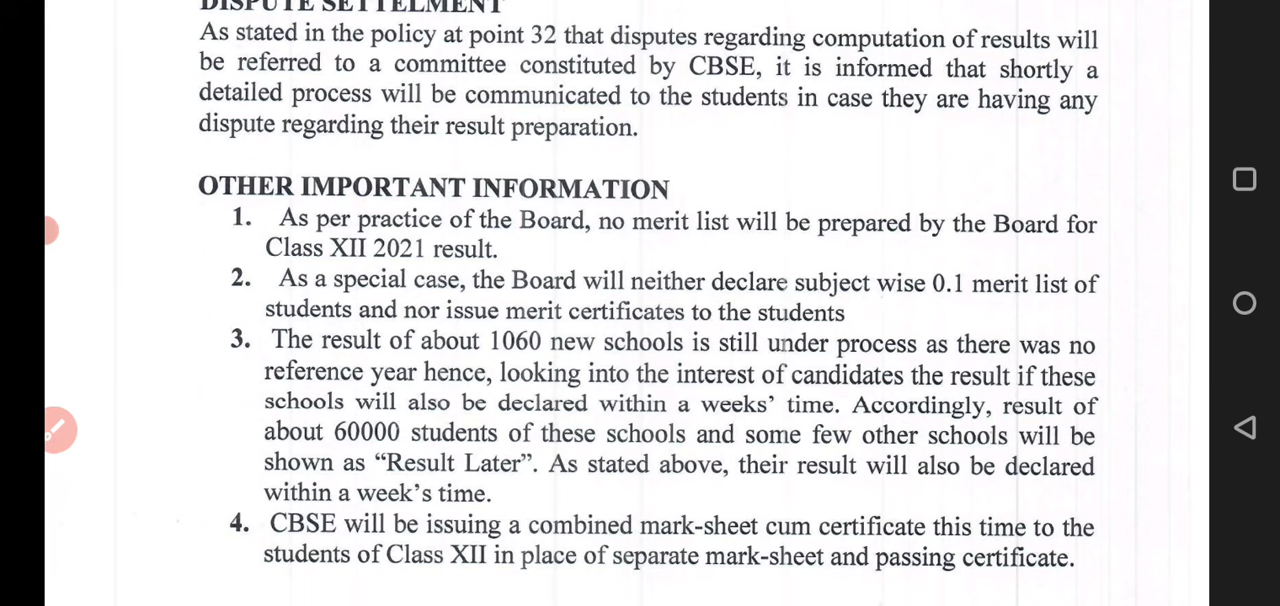 DISPUTE SETTELMENT
As stated in the policy at point 32 that disputes regarding computation of results will
be referred to a committee constituted by CBSE, it is informed that shortly a
detailed process will be communicated to the students in case they are having any
dispute regarding their result preparation.
OTHER IMPORTANT INFORMATION
1. As per practice of the Board, no merit list will be prepared by the Board for
Class XII 2021 result.
2. As a special case, the Board will neither declare subject wise 0.1 merit list of
students and nor issue merit certificates to the students
3. The result of about 1060 new schools is still under process as there was no
reference year hence, looking into the interest of candidates the result if these
schools will also be declared within a weeks’ time. Accordingly, result of
about 60000 students of these schools and some few other schools will be
shown as “Result Later”. As stated above, their result will also be declared
within a week’s time.
4. CBSE will be issuing a combined mark-sheet cum certificate this time to the
students of Class XII in place of separate mark-sheet and passing certificate.